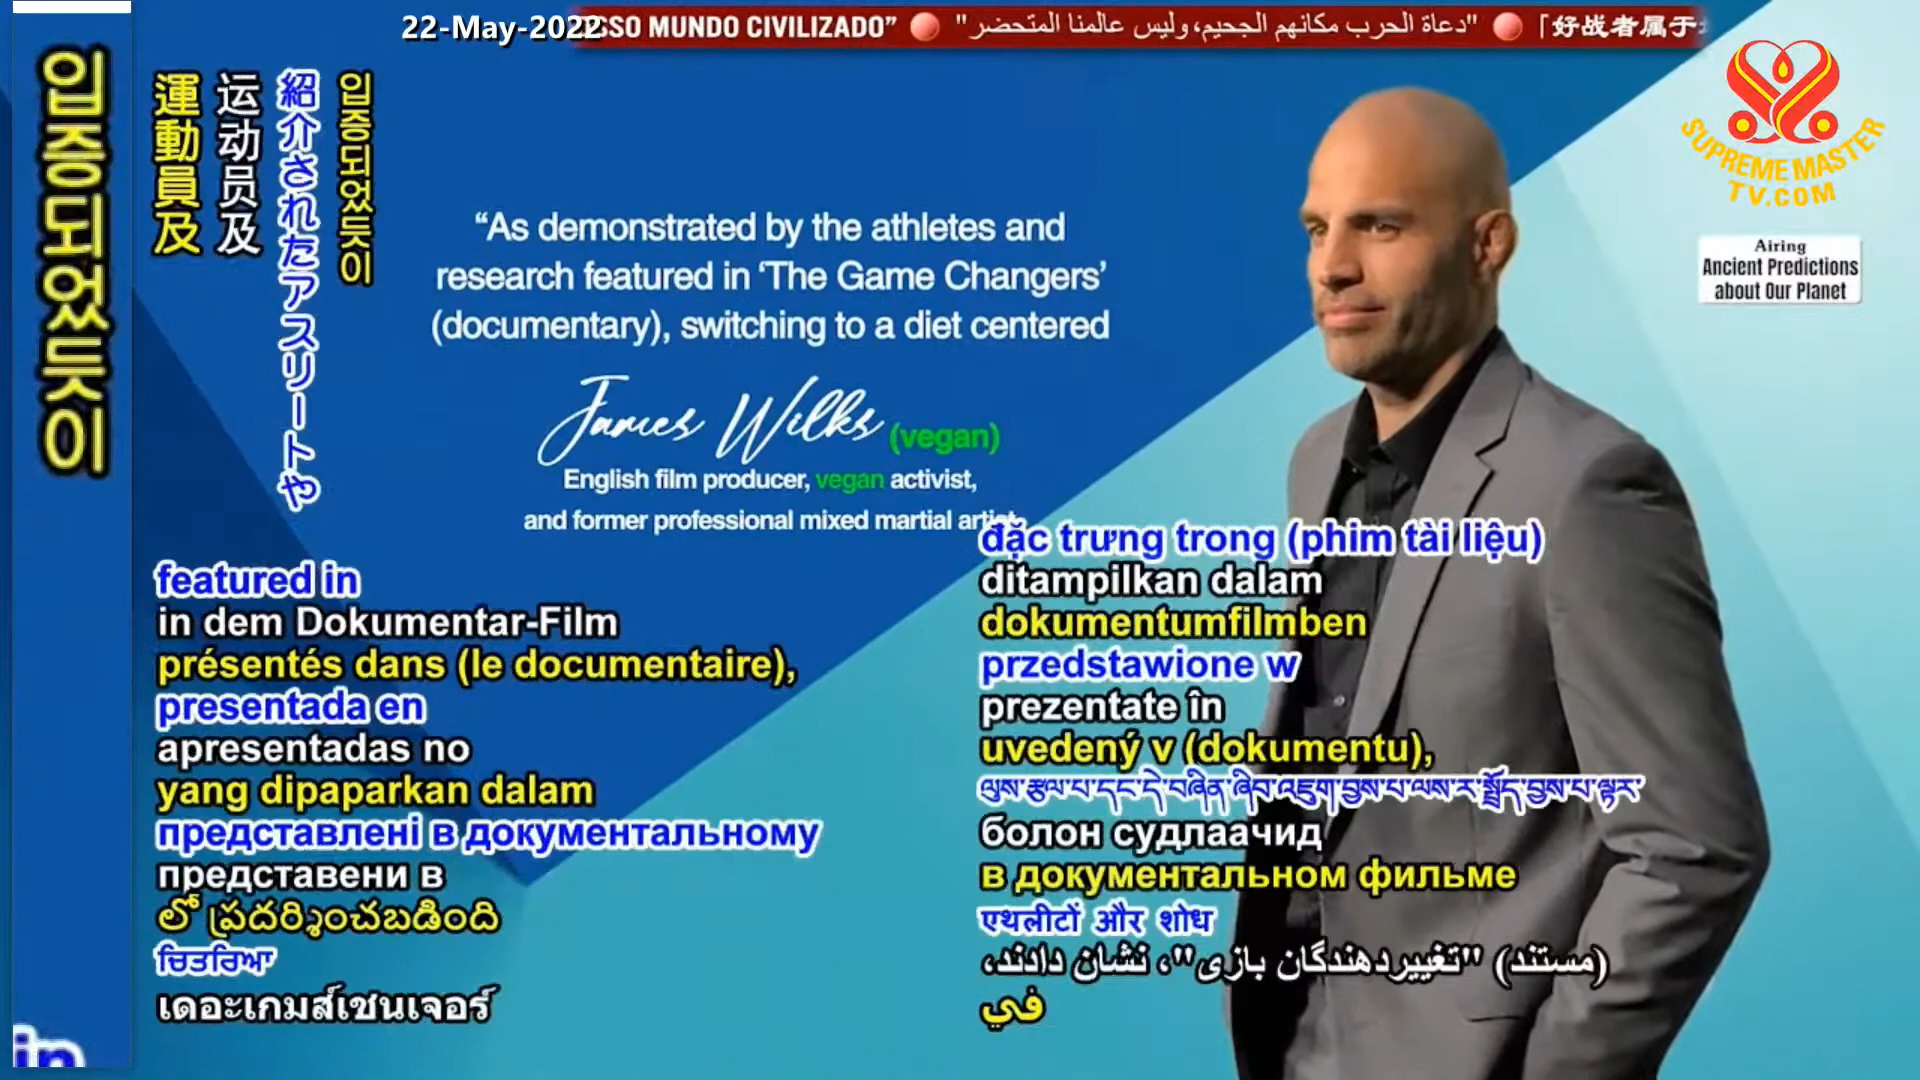 22-May-2022
OSSO MUNDO CIVILIZADO” "دعاة الحرب مكانهم الجحيم، وليس عالمنا المتحضر" 「好战者属于
SUPREME MASTER
TV.COM
Airing
Ancient Predictions
about Our Planet
입증되었듯이
運動員及
运动员及
紹介されたアスリートや
입증되었듯이
“As demonstrated by the athletes and
research featured in ‘The Game Changers’
(documentary), switching to a diet centered
James Wilks (vegan)
English film producer, vegan activist,
and former professional mixed martial artist
featured in
in dem Dokumentar-Film
présentés dans (le documentaire),
presentada en
apresentadas no
yang dipaparkan dalam
представлені в документальному
представени в
లో ప్రదర్శించబడింది
ਚਿਤਰਿਆ
เดอะเกมส์เชนเจอร์
đặc trưng trong (phim tài liệu)
ditampilkan dalam
dokumentumfilmben
przedstawione w
prezentate în
uvedený v (dokumentu),
ལུས་རྩལ་པ་དང་དེ་བཞིན་ཞིབ་འཇུག་བྱས་པ་ལས་ར་སྤྲོད་བྱས་པ་ལྟར་
болон судлаачид
в документальном фильме
एथलीटों और शोध
(مستند) "تغییردهندگان بازی"، نشان دادند،
في
in